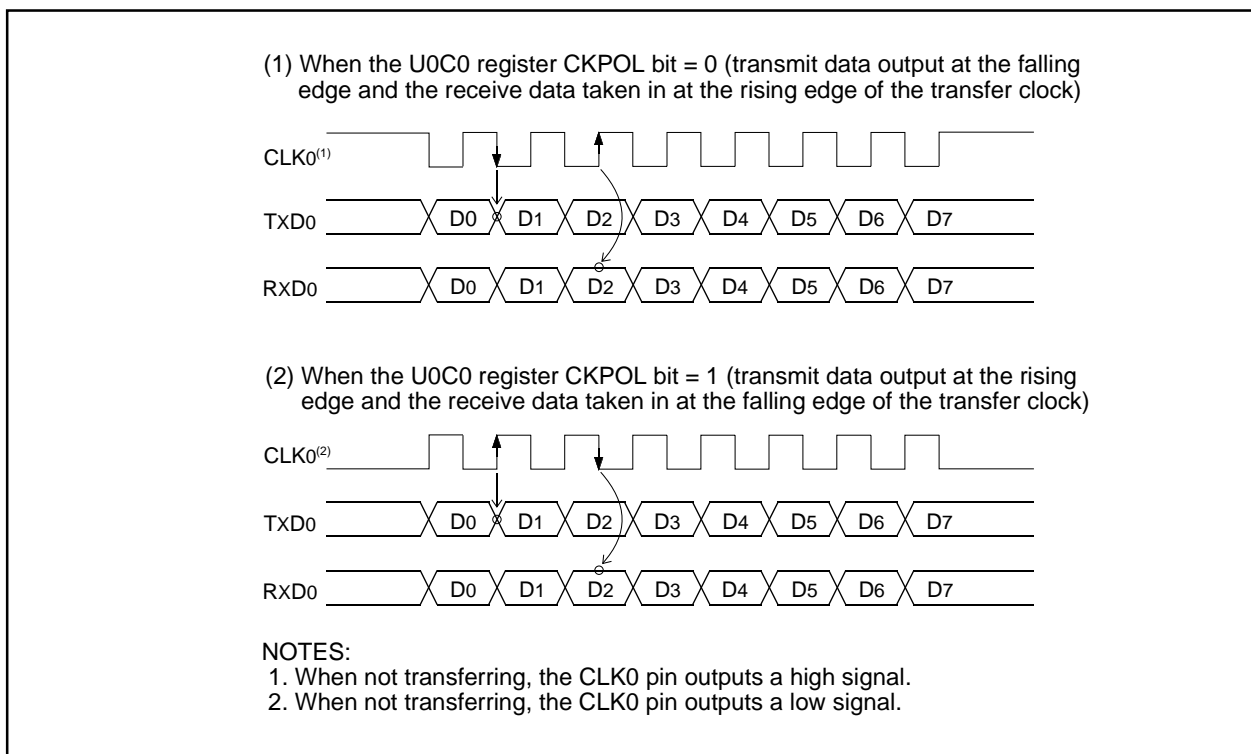 (1) When the U0C0 register CKPOL bit = 0 (transmit data output at the falling
edge and the receive data taken in at the rising edge of the transfer clock)
CLK0(1)
TXD0 D0 D1 D2 D3 D4 D5 D6 D7
RXD0 D0 D1 D2 D3 D4 D5 D6 D7
(2) When the U0C0 register CKPOL bit = 1 (transmit data output at the rising
edge and the receive data taken in at the falling edge of the transfer clock)
CLK0(2)
TXD0 D0 D1 D2 D3 D4 D5 D6 D7
RXD0 D0 D1 D2 D3 D4 D5 D6 D7
NOTES:
1. When not transferring, the CLK0 pin outputs a high signal.
2. When not transferring, the CLK0 pin outputs a low signal.